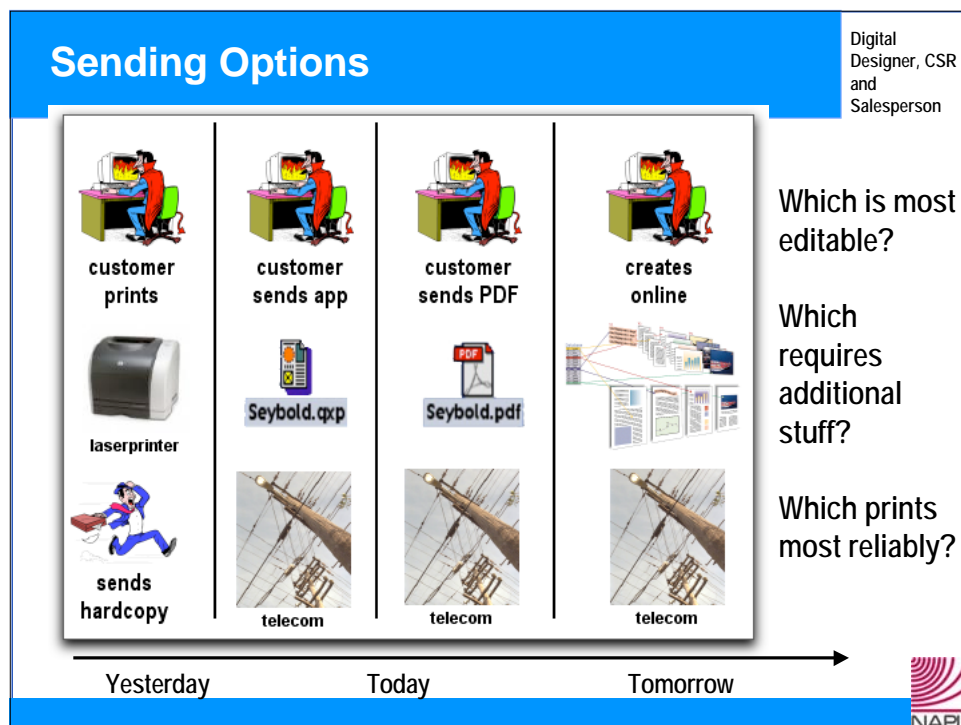 Sending Options
Digital
Designer, CSR
and
Salesperson
customer
prints
customer
sends app
customer
sends PDF
creates
online
PDF
Seybold.qxp
Seybold.pdf
laserprinter
sends
hardcopy
telecom
telecom
telecom
Which is most
editable?
Which
requires
additional
stuff?
Which prints
most reliably?
Yesterday
Today
Tomorrow
NAPL